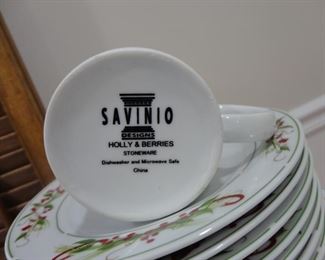 SAVINIO
DESIGNS
HOLLY & BERRIES
STONEWARE
Dishwasher and Microwave Safe
China